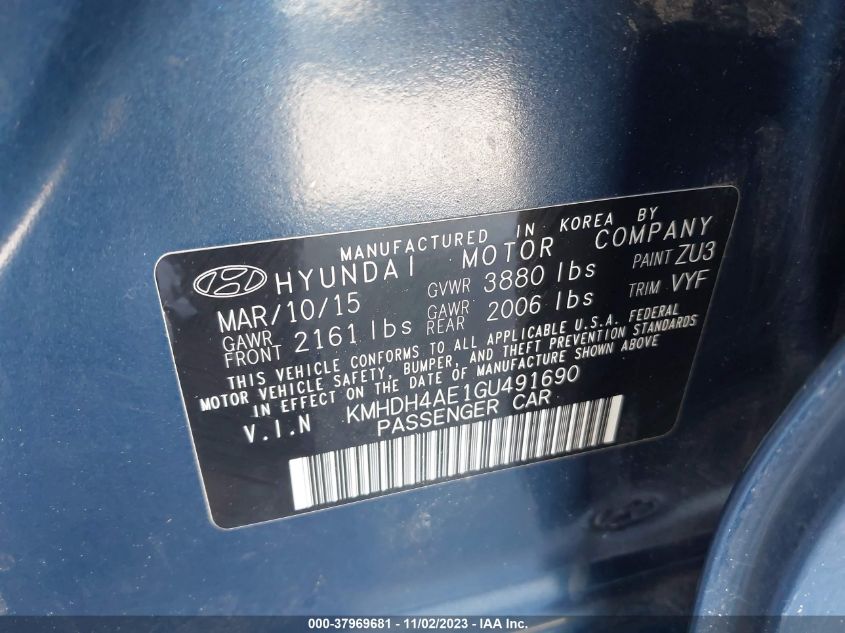 MANUFACTURED IN KOREA BY
HYUNDAI MOTOR COMPANY
MAR/10/15 GVWR 3880 lbs PAINT ZU3
GAWR FRONT 2161 lbs GAWR REAR 2006 lbs TRIM VYF
THIS VEHICLE CONFORMS TO ALL APPLICABLE U.S.A. FEDERAL
MOTOR VEHICLE SAFETY, BUMPER, AND THEFT PREVENTION STANDARDS
IN EFFECT ON THE DATE OF MANUFACTURE SHOWN ABOVE
V.I.N KMHDH4AE1GU491690
PASSENGER CAR
000-37969681 - 11/02/2023 - IAA Inc.